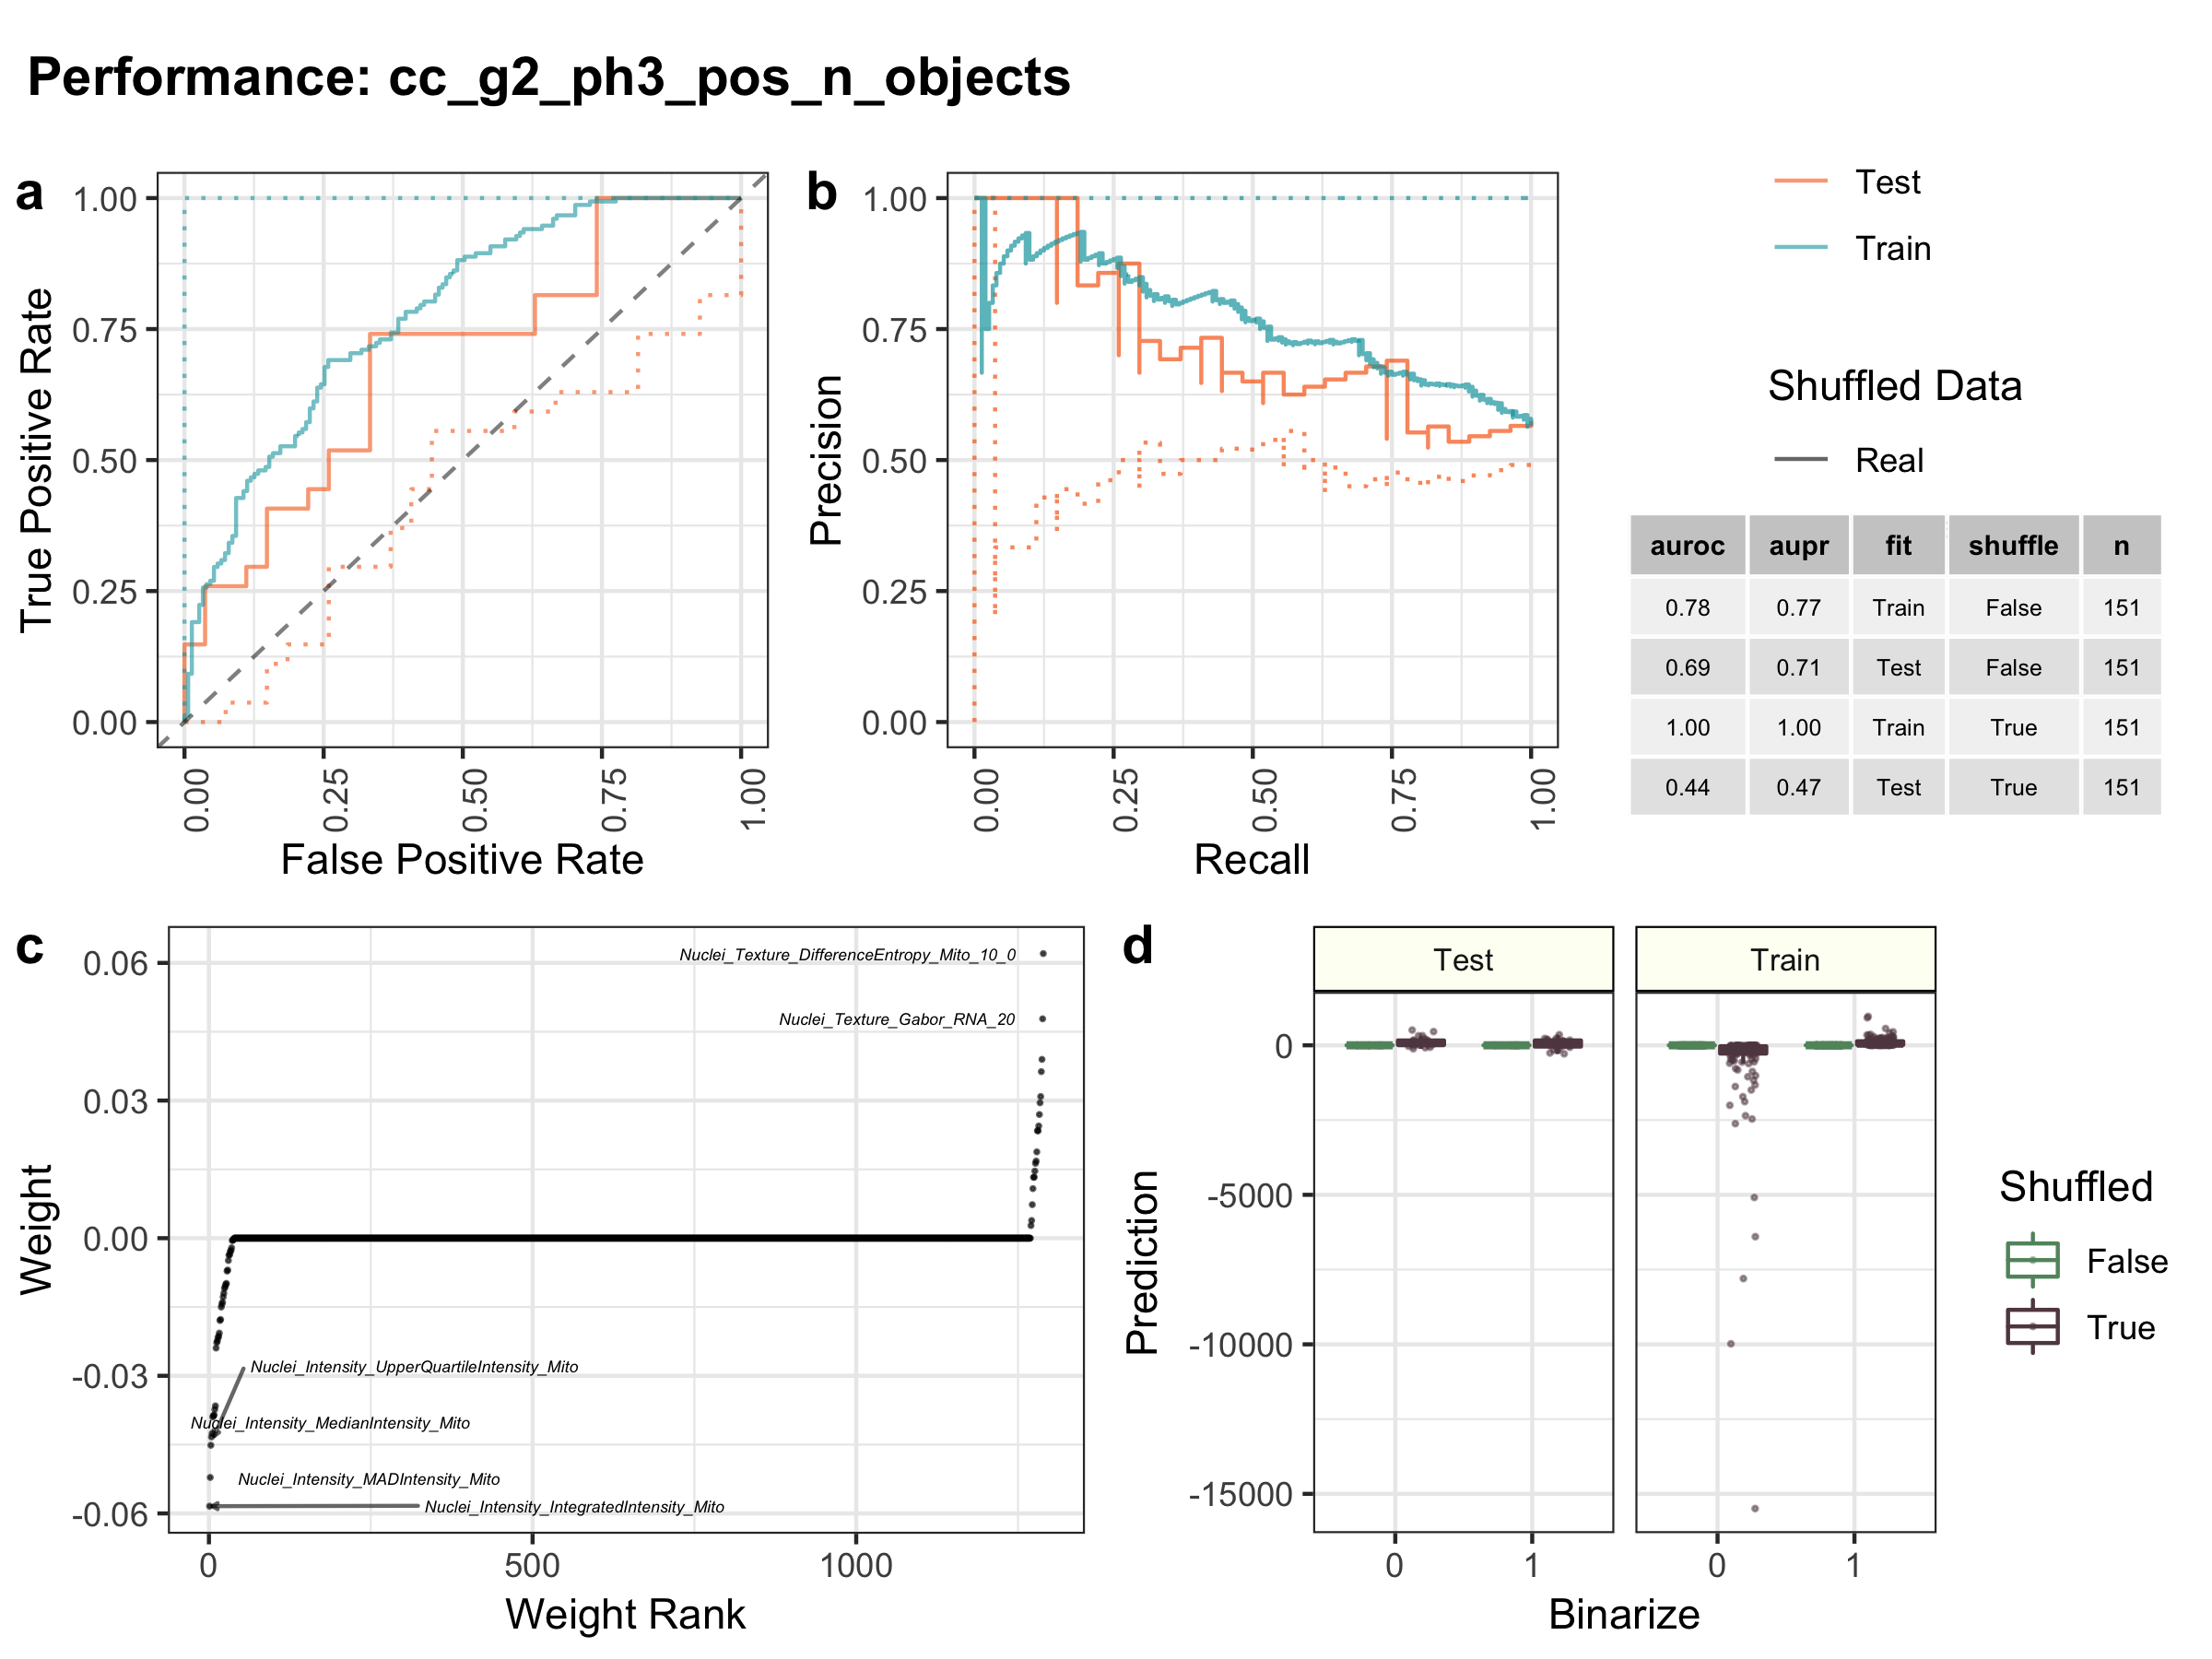 Performance: cc_g2_ph3_pos_n_objects
a
True Positive Rate
1.00
0.75
0.50
0.25
0.00
0.00
0.25
0.50
0.75
1.00
False Positive Rate
b
Precision
1.00
0.75
0.50
0.25
0.00
0.00
0.25
0.50
0.75
1.00
Recall
Test
Train
Shuffled Data
Real
auroc aupr fit shuffle n
0.78 0.77 Train False 151
0.69 0.71 Test False 151
1.00 1.00 Train True 151
0.44 0.47 Test True 151
c
Weight
0.06
0.03
0.00
-0.03
-0.06
Nuclei_Texture_DifferenceEntropy_Mito_10_0
Nuclei_Texture_Gabor_RNA_20
Nuclei_Intensity_UpperQuartileIntensity_Mito
Nuclei_Intensity_MedianIntensity_Mito
Nuclei_Intensity_MADIntensity_Mito
Nuclei_Intensity_IntegratedIntensity_Mito
0
500
1000
Weight Rank
d
Test
Train
Prediction
0
-5000
-10000
-15000
0
1
0
1
Binarize
Shuffled
False
True